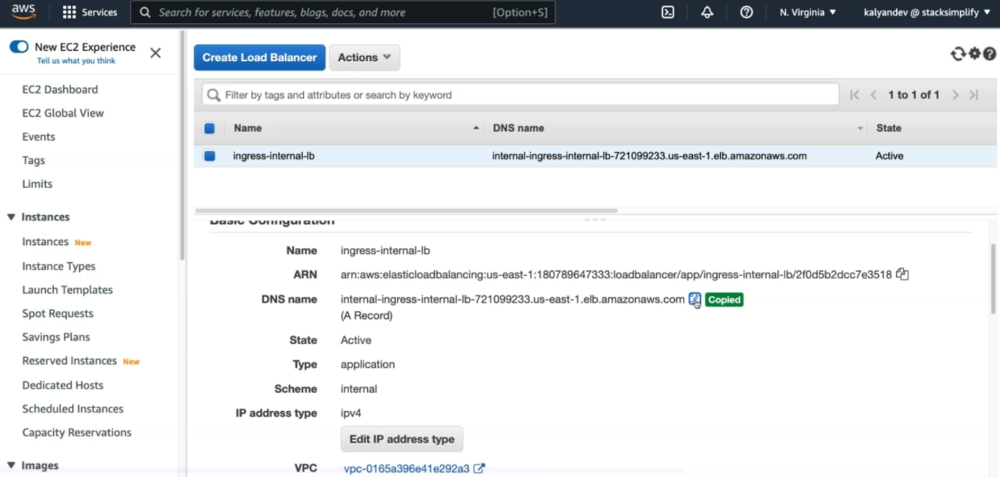 aws Services Search for services, features, blogs, docs, and more [Option+S] N. Virginia ▼ kalyandev @ stacksimplify ▼
New EC2 Experience
Tell us what you think
EC2 Dashboard
EC2 Global View
Events
Tags
Limits
Instances
Instances New
Instance Types
Launch Templates
Spot Requests
Savings Plans
Reserved Instances New
Dedicated Hosts
Scheduled Instances
Capacity Reservations
Images
Create Load Balancer Actions
Filter by tags and attributes or search by keyword 1 to 1 of 1
Name DNS name State
ingress-internal-lb internal-ingress-internal-lb-721099233.us-east-1.elb.amazonaws.com Active
Basic Configuration
Name ingress-internal-lb
ARN arn:aws:elasticloadbalancing:us-east-1:180789647333:loadbalancer/app/ingress-internal-lb/2f0d5b2dcc7e3518
DNS name internal-ingress-internal-lb-721099233.us-east-1.elb.amazonaws.com Copied
(A Record)
State Active
Type application
Scheme internal
IP address type ipv4
Edit IP address type
VPC vpc-0165a396e41e292a3